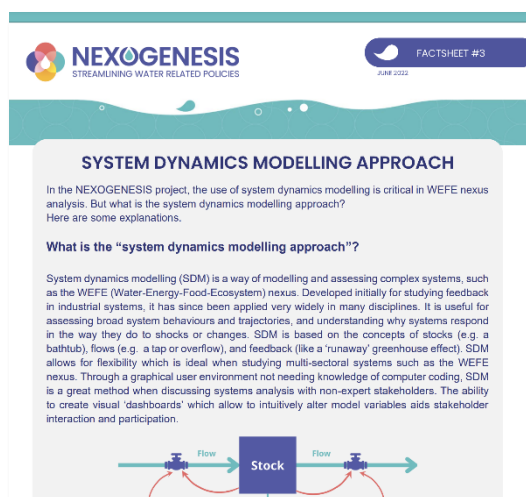 NEXOGENESIS
STREAMLINING WATER RELATED POLICIES
FACTSHEET #3
JUNE 2022
SYSTEM DYNAMICS MODELLING APPROACH
In the NEXOGENESIS project, the use of system dynamics modelling is critical in WEFE nexus
analysis. But what is the system dynamics modelling approach?
Here are some explanations.
What is the “system dynamics modelling approach”?
System dynamics modelling (SDM) is a way of modelling and assessing complex systems, such
as the WEFE (Water-Energy-Food-Ecosystem) nexus. Developed initially for studying feedback
in industrial systems, it has since been applied very widely in many disciplines. It is useful for
assessing broad system behaviours and trajectories, and understanding why systems respond
in the way they do to shocks or changes. SDM is based on the concepts of stocks (e.g. a
bathtub), flows (e.g. a tap or overflow), and feedback (like a ‘runaway’ greenhouse effect). SDM
allows for flexibility which is ideal when studying multi-sectoral systems such as the WEFE
nexus. Through a graphical user environment not needing knowledge of computer coding, SDM
is a great method when discussing systems analysis with non-expert stakeholders. The ability
to create visual ‘dashboards’ which allow to intuitively alter model variables aids stakeholder
interaction and participation.
Flow
Stock
Flow